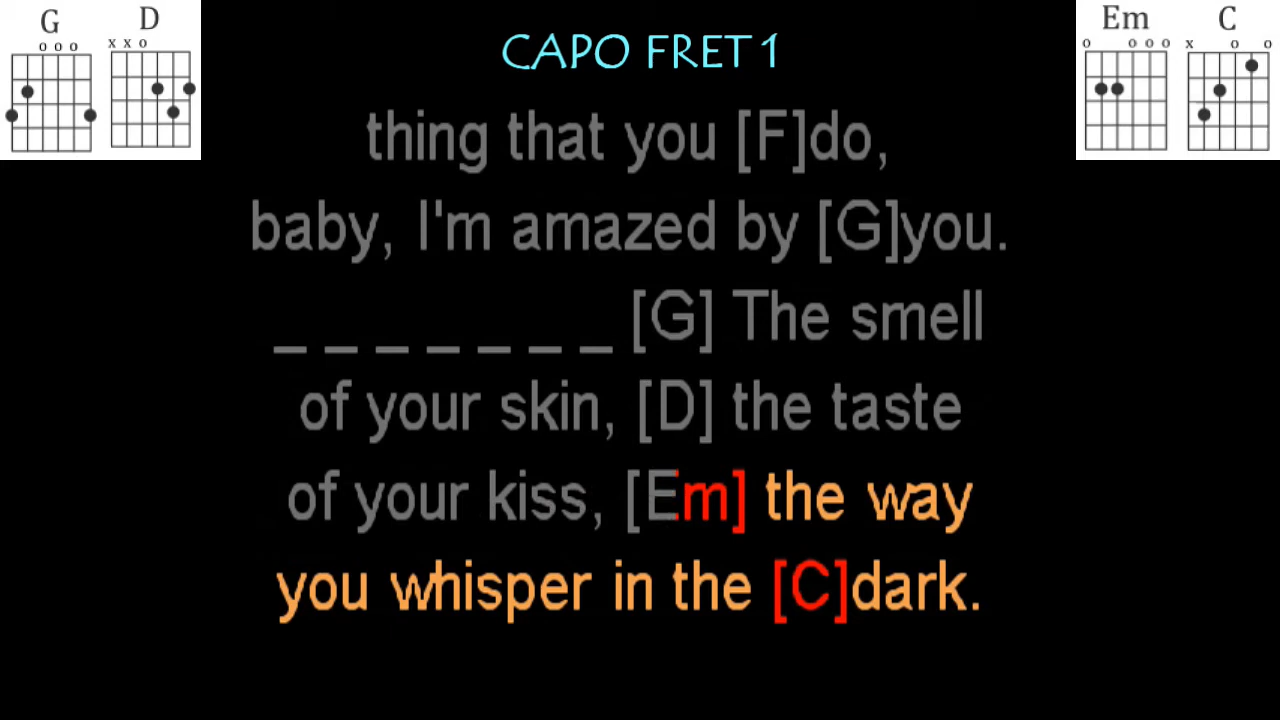 G
D
Em
C
o o o
x x o
o o o o
x o o
CAPO FRET 1
thing that you [F]do,
baby, I'm amazed by [G]you.
_ _ _ _ _ _ _ [G] The smell
of your skin, [D] the taste
of your kiss, [Em] the way
you whisper in the [C]dark.